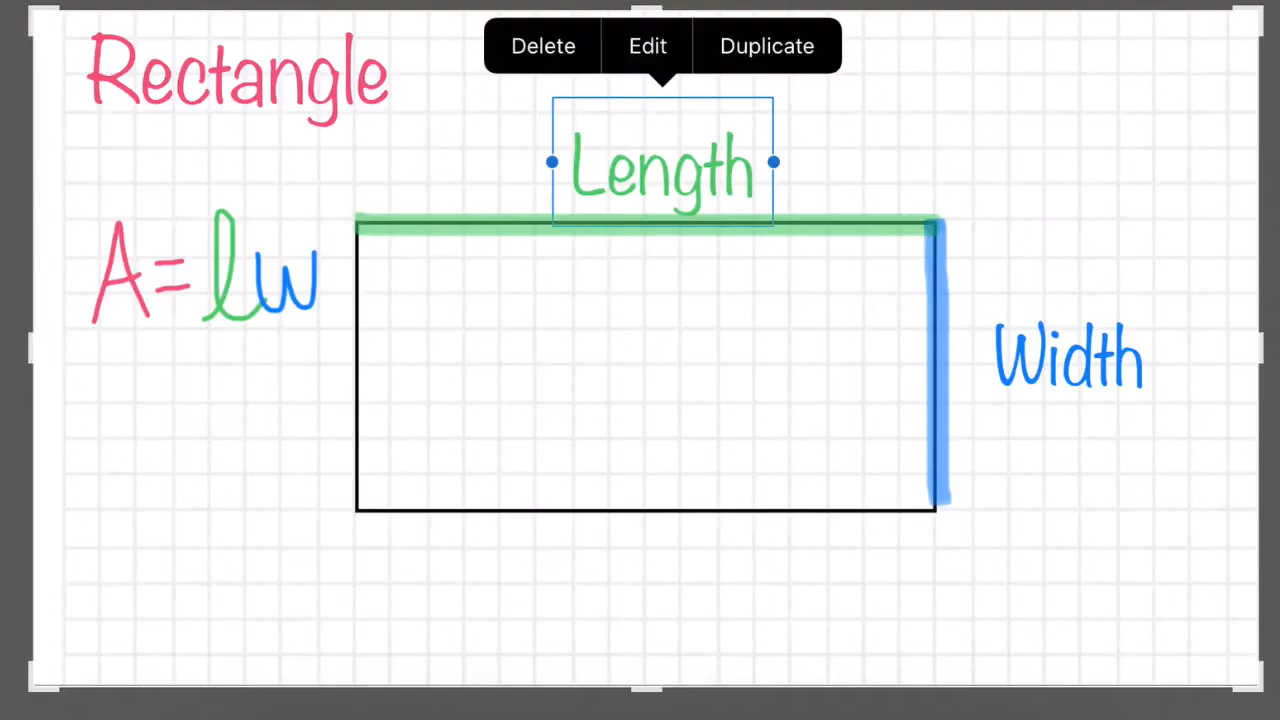 Delete Edit Duplicate
Rectangle
Length
A = lw
Width